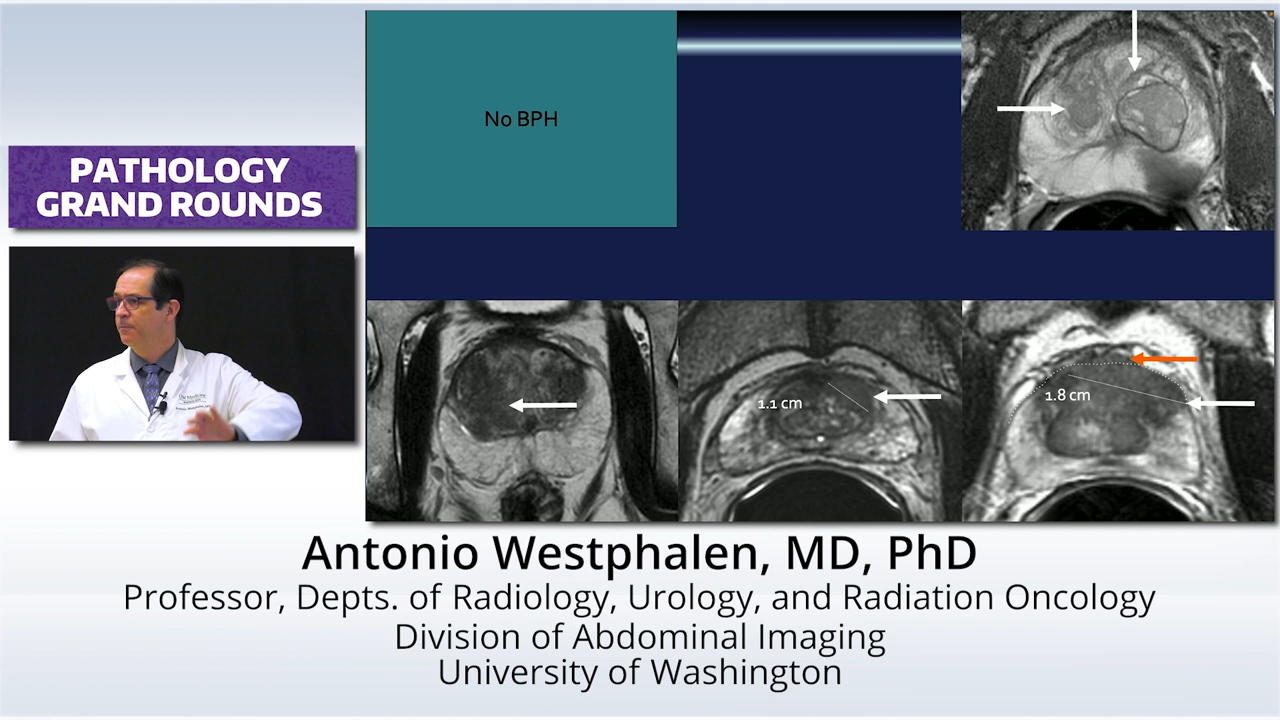 PATHOLOGY
GRAND ROUNDS
No BPH
1.1 cm
1.8 cm
Antonio Westphalen, MD, PhD
Professor, Depts. of Radiology, Urology, and Radiation Oncology
Division of Abdominal Imaging
University of Washington